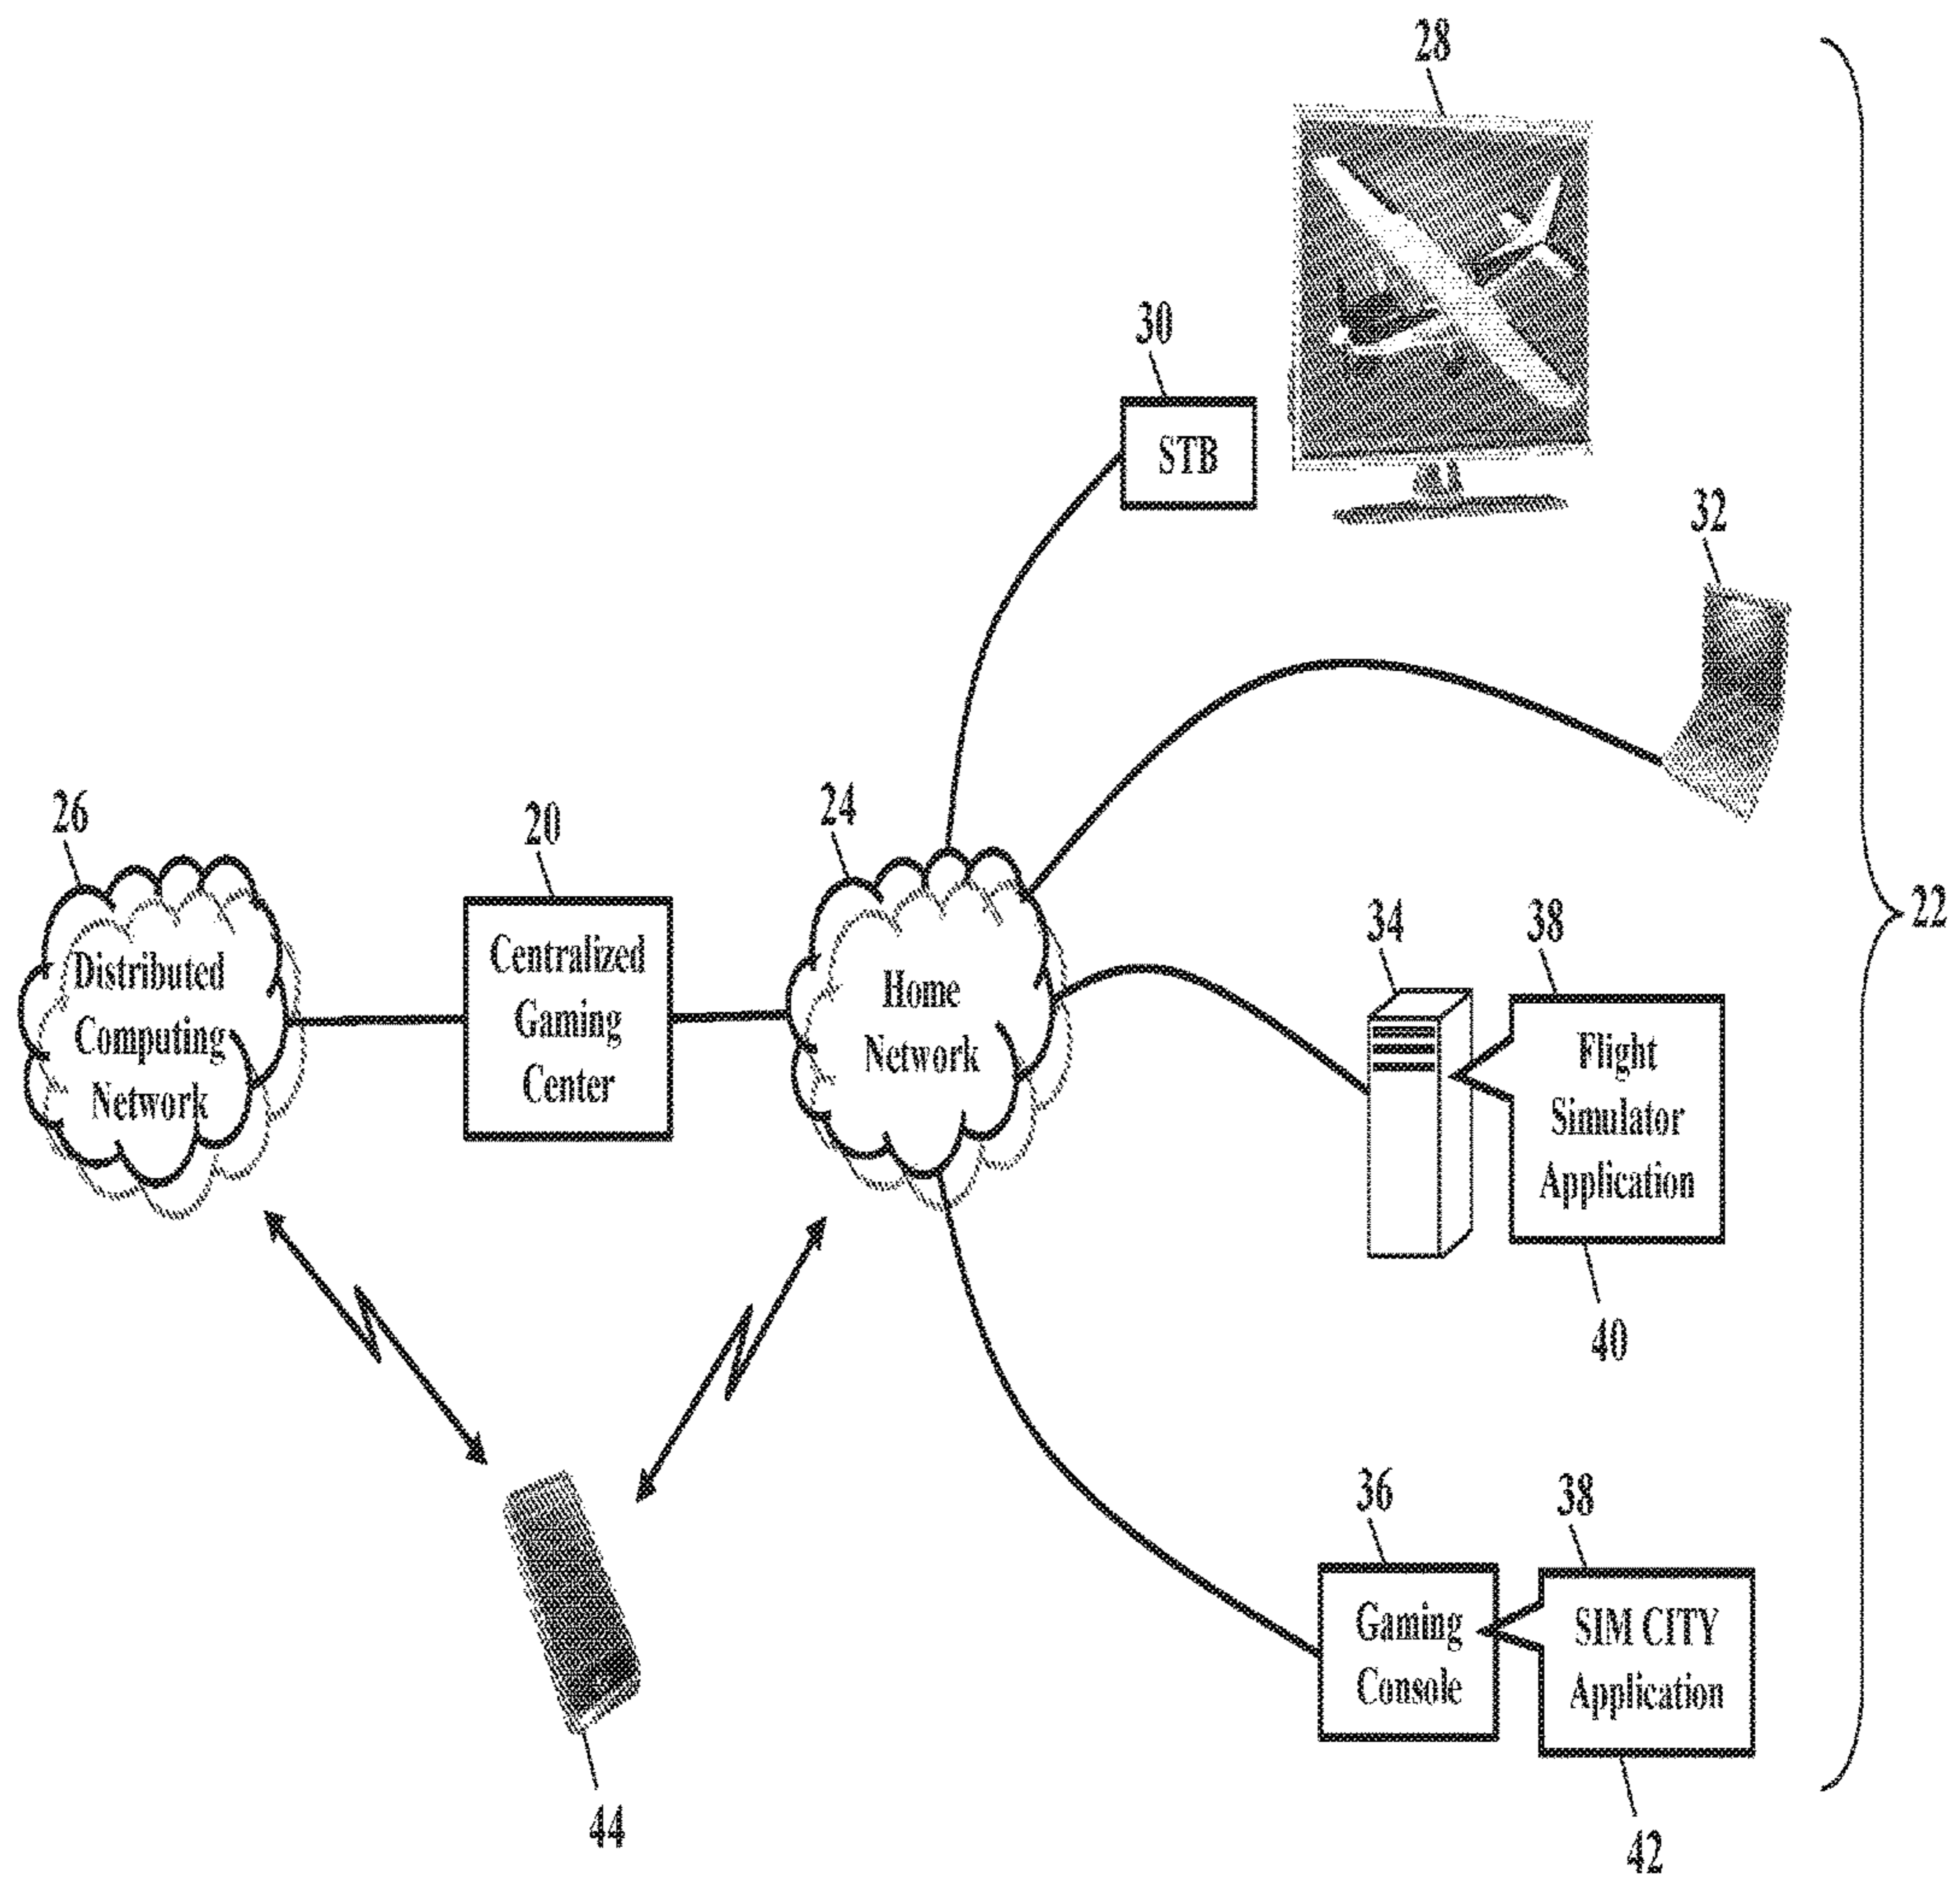 28
30
STB
32
26
20
24
Distributed
Computing
Network
Centralized
Gaming
Center
Home
Network
22
34
38
Flight
Simulator
Application
40
36
38
Gaming
Console
SIM CITY
Application
44
42